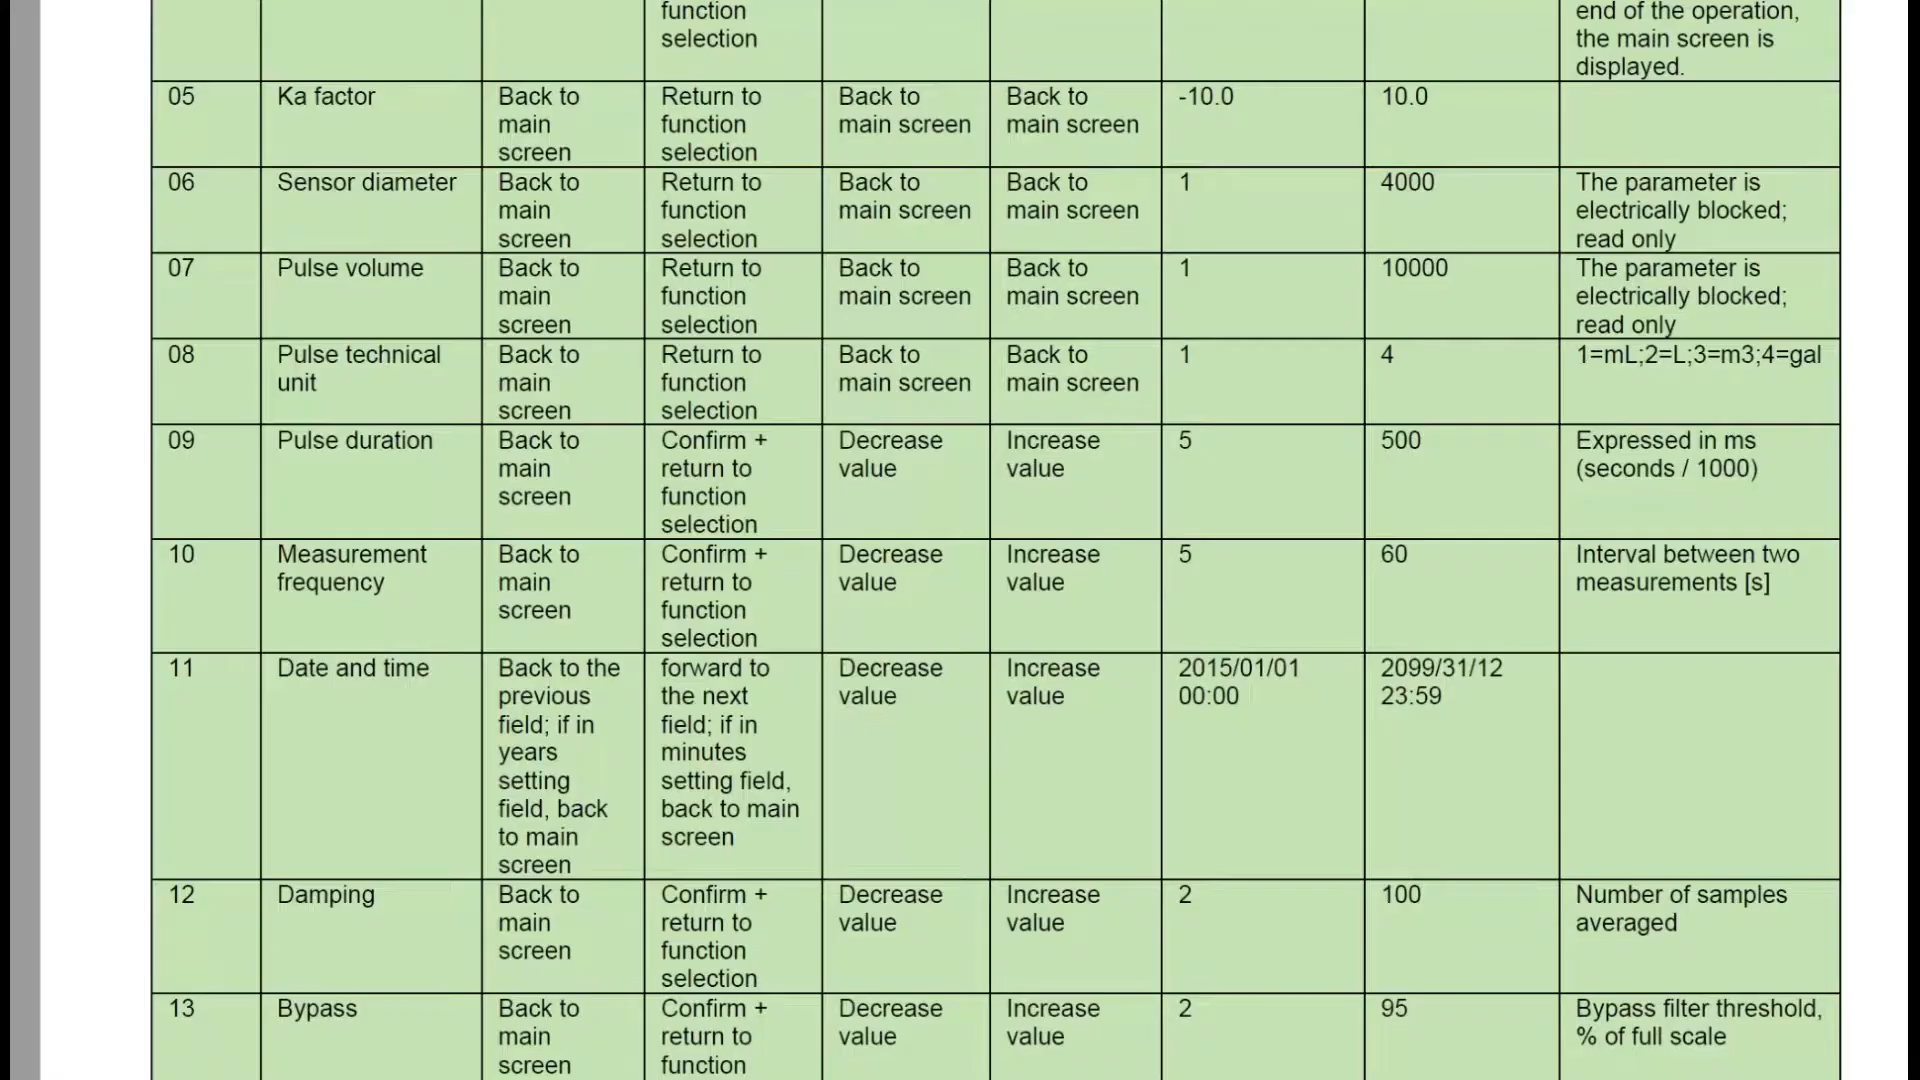 function
selection
end of the operation,
the main screen is
displayed.
05
Ka factor
Back to
main
screen
Return to
function
selection
Back to
main screen
Back to
main screen
-10.0
10.0
06
Sensor diameter
Back to
main
screen
Return to
function
selection
Back to
main screen
Back to
main screen
1
4000
The parameter is
electrically blocked;
read only
07
Pulse volume
Back to
main
screen
Return to
function
selection
Back to
main screen
Back to
main screen
1
10000
The parameter is
electrically blocked;
read only
08
Pulse technical
unit
Back to
main
screen
Return to
function
selection
Back to
main screen
Back to
main screen
1
4
1=mL;2=L;3=m3;4=gal
09
Pulse duration
Back to
main
screen
Confirm +
return to
function
selection
Decrease
value
Increase
value
5
500
Expressed in ms
(seconds / 1000)
10
Measurement
frequency
Back to
main
screen
Confirm +
return to
function
selection
Decrease
value
Increase
value
5
60
Interval between two
measurements [s]
11
Date and time
Back to the
previous
field; if in
years
setting
field, back
to main
screen
forward to
the next
field; if in
minutes
setting field,
back to main
screen
Decrease
value
Increase
value
2015/01/01
00:00
2099/31/12
23:59
12
Damping
Back to
main
screen
Confirm +
return to
function
selection
Decrease
value
Increase
value
2
100
Number of samples
averaged
13
Bypass
Back to
main
screen
Confirm +
return to
function
Decrease
value
Increase
value
2
95
Bypass filter threshold,
% of full scale